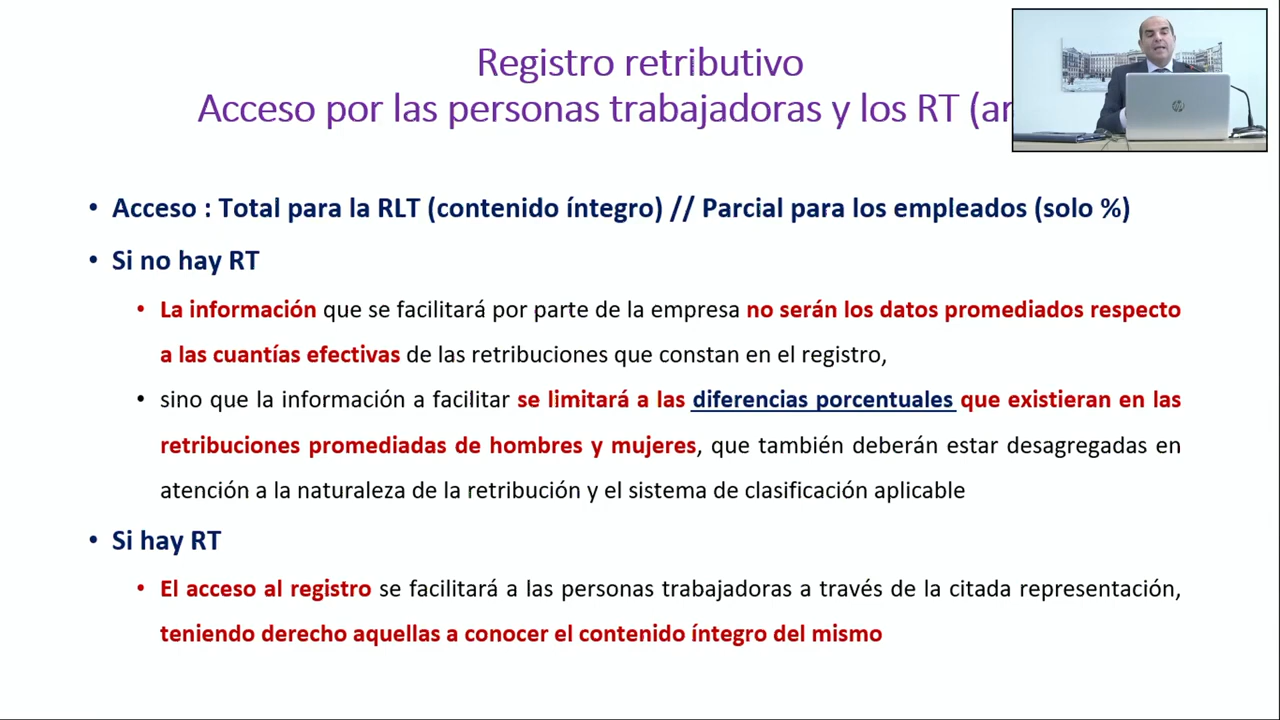 Registro retributivo
Acceso por las personas trabajadoras y los RT
• Acceso : Total para la RLT (contenido íntegro) // Parcial para los empleados (solo %)
• Si no hay RT
• La información que se facilitará por parte de la empresa no serán los datos promediados respecto
a las cuantías efectivas de las retribuciones que constan en el registro,
• sino que la información a facilitar se limitará a las diferencias porcentuales que existieran en las
retribuciones promediadas de hombres y mujeres, que también deberán estar desagregadas en
atención a la naturaleza de la retribución y el sistema de clasificación aplicable
• Si hay RT
• El acceso al registro se facilitará a las personas trabajadoras a través de la citada representación,
teniendo derecho aquellas a conocer el contenido íntegro del mismo